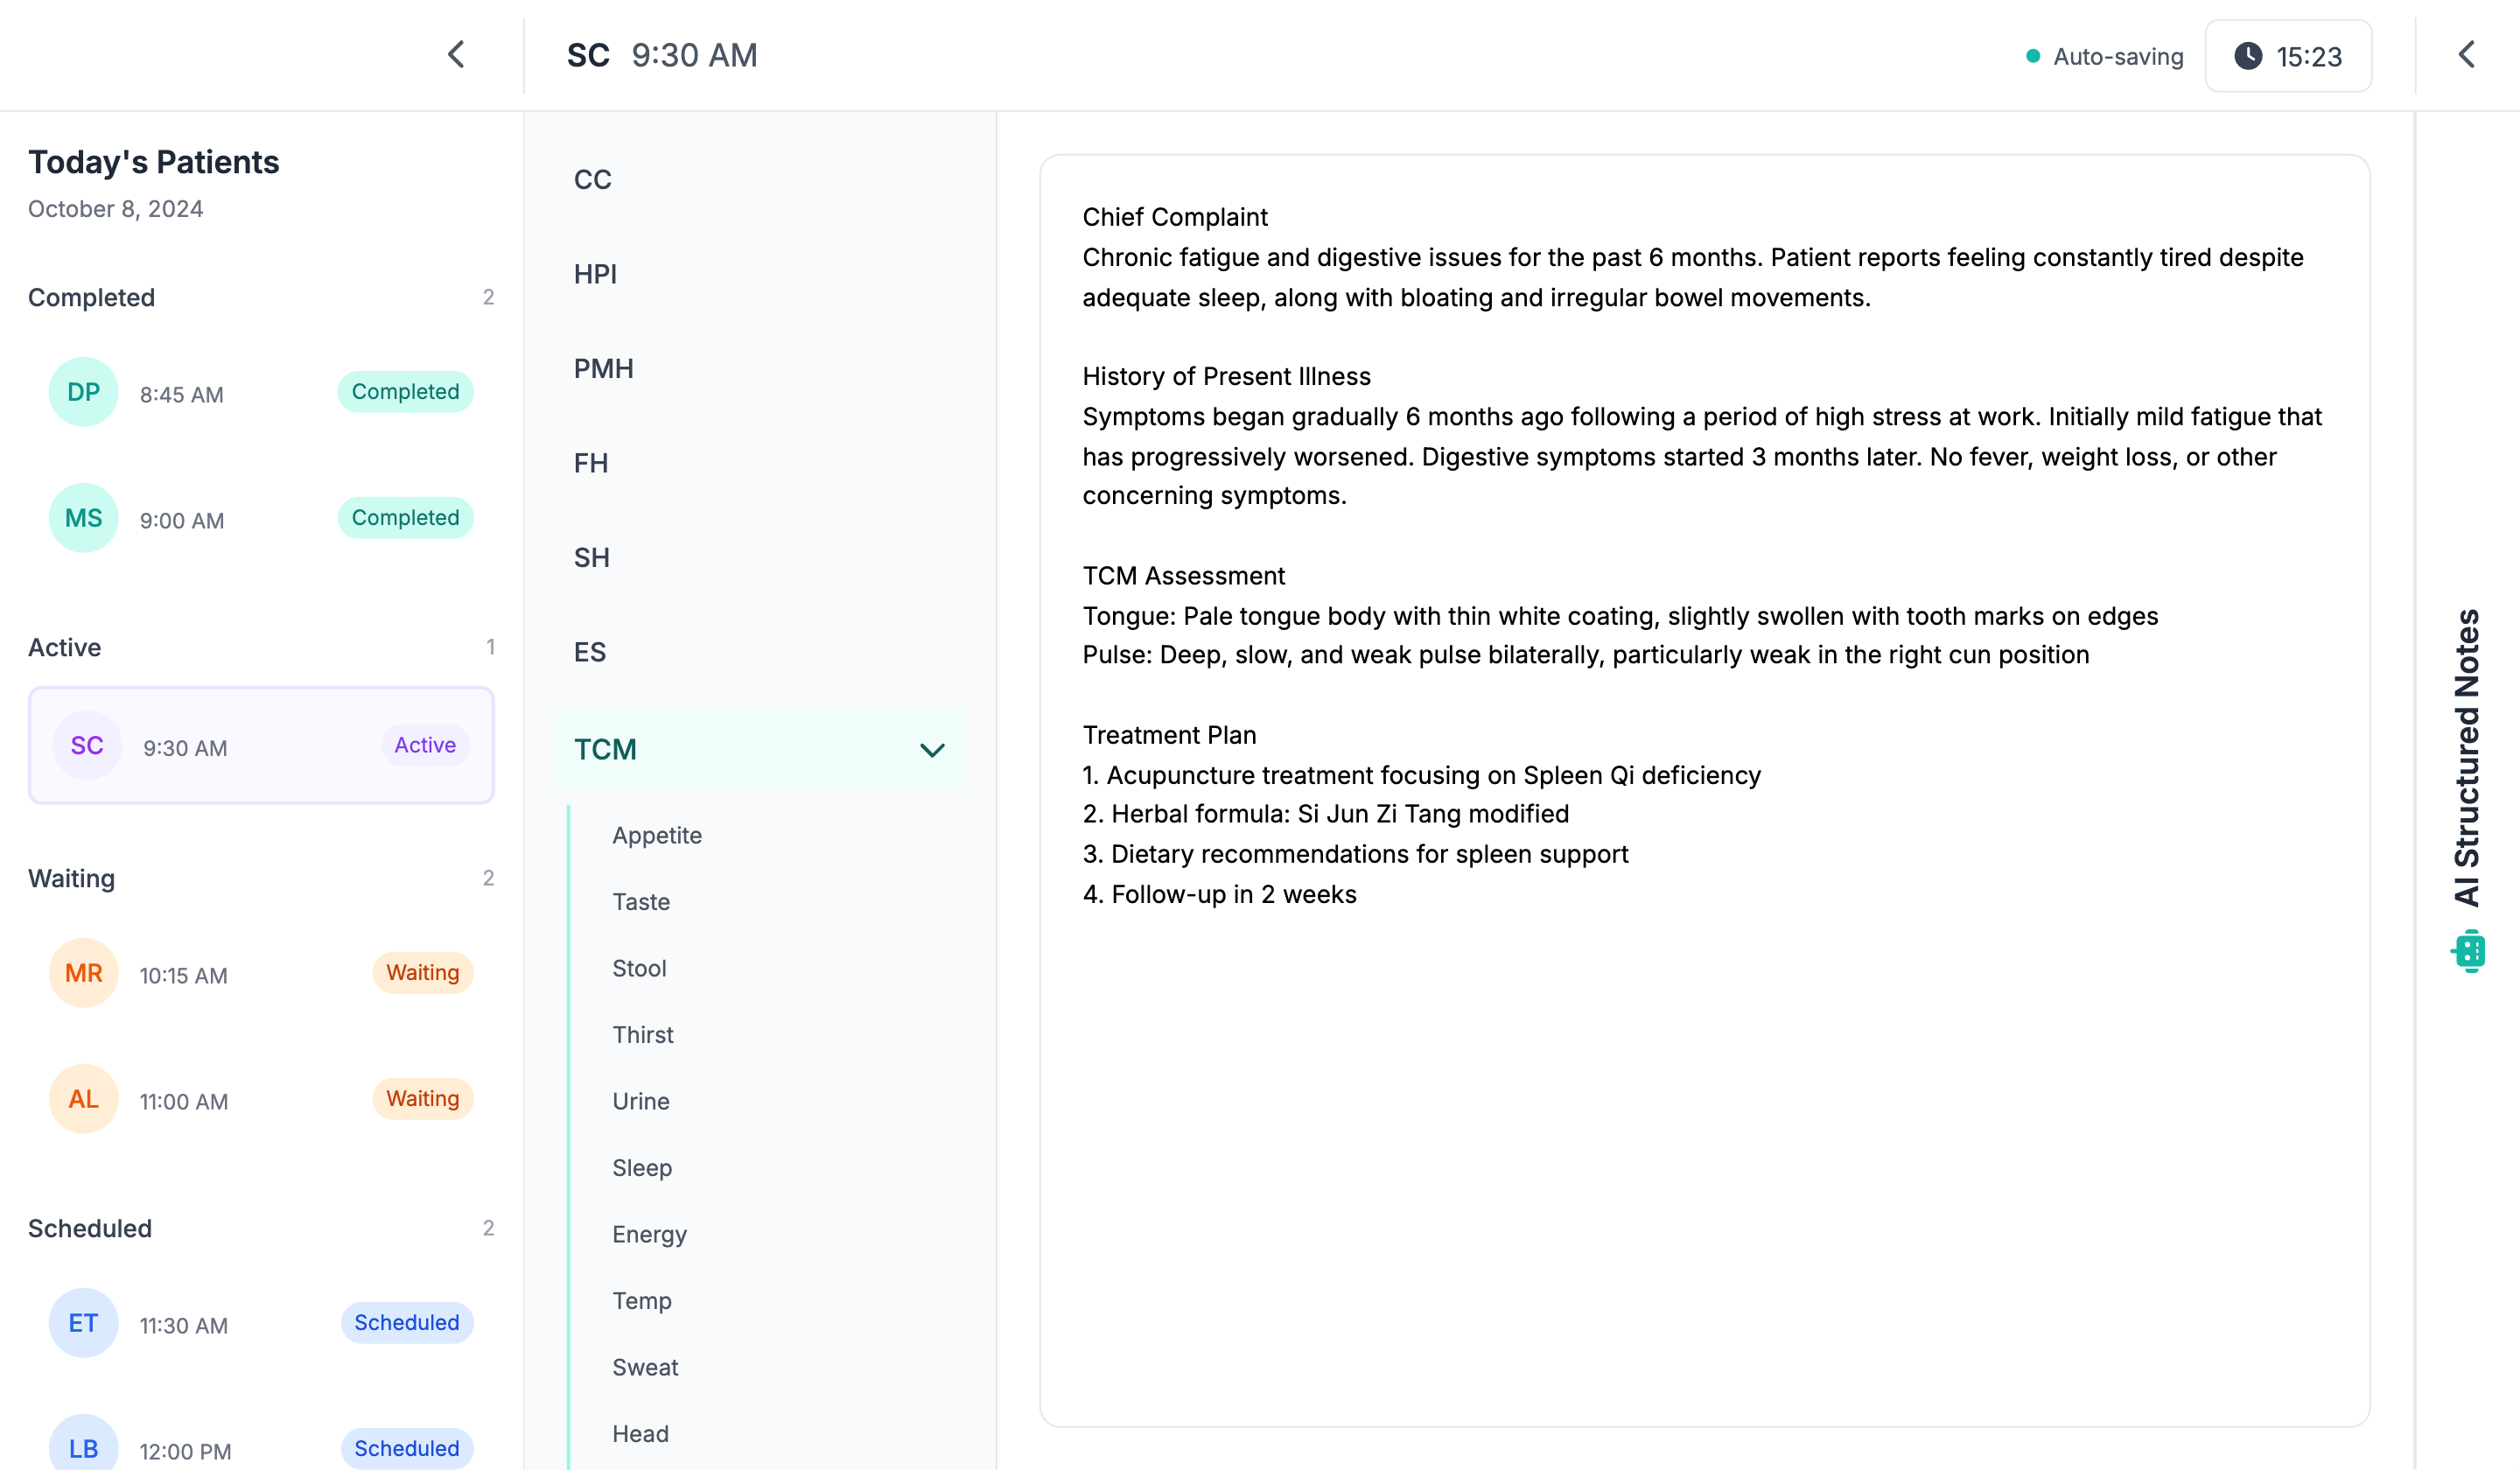 SC 9:30 AM
Auto-saving
15:23
Today's Patients
October 8, 2024
Completed 2
DP 8:45 AM Completed
MS 9:00 AM Completed
Active 1
SC 9:30 AM Active
Waiting 2
MR 10:15 AM Waiting
AL 11:00 AM Waiting
Scheduled 2
ET 11:30 AM Scheduled
LB 12:00 PM Scheduled
CC
HPI
PMH
FH
SH
ES
TCM
Appetite
Taste
Stool
Thirst
Urine
Sleep
Energy
Temp
Sweat
Head
Chief Complaint
Chronic fatigue and digestive issues for the past 6 months. Patient reports feeling constantly tired despite
adequate sleep, along with bloating and irregular bowel movements.
History of Present Illness
Symptoms began gradually 6 months ago following a period of high stress at work. Initially mild fatigue that
has progressively worsened. Digestive symptoms started 3 months later. No fever, weight loss, or other
concerning symptoms.
TCM Assessment
Tongue: Pale tongue body with thin white coating, slightly swollen with tooth marks on edges
Pulse: Deep, slow, and weak pulse bilaterally, particularly weak in the right cun position
Treatment Plan
1. Acupuncture treatment focusing on Spleen Qi deficiency
2. Herbal formula: Si Jun Zi Tang modified
3. Dietary recommendations for spleen support
4. Follow-up in 2 weeks
AI Structured Notes